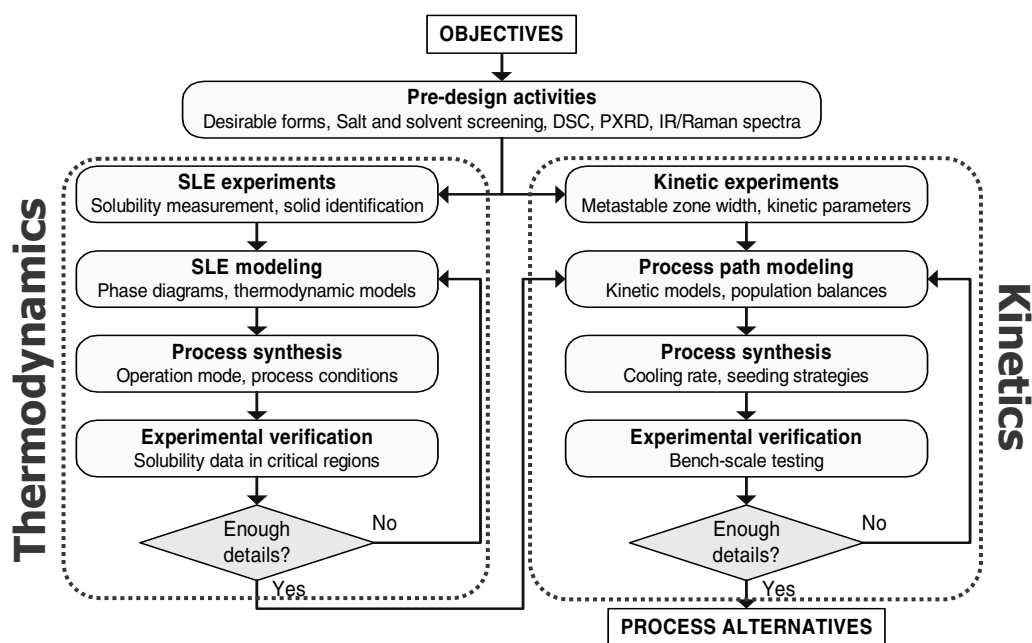 OBJECTIVES
Pre-design activities
Desirable forms, Salt and solvent screening, DSC, PXRD, IR/Raman spectra
Thermodynamics
SLE experiments
Solubility measurement, solid identification
SLE modeling
Phase diagrams, thermodynamic models
Process synthesis
Operation mode, process conditions
Experimental verification
Solubility data in critical regions
Enough
details?
No
Yes
Kinetics
Kinetic experiments
Metastable zone width, kinetic parameters
Process path modeling
Kinetic models, population balances
Process synthesis
Cooling rate, seeding strategies
Experimental verification
Bench-scale testing
Enough
details?
No
Yes
PROCESS ALTERNATIVES